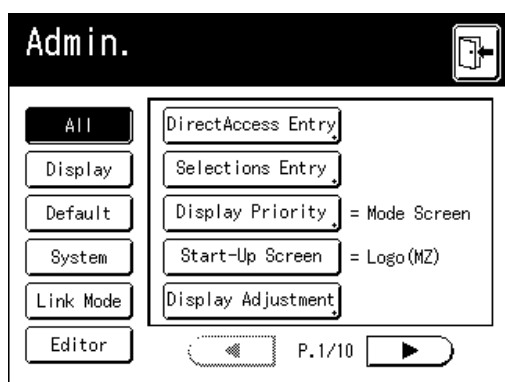 Admin.
All
Display
Default
System
Link Mode
Editor
DirectAccess Entry
Selections Entry
Display Priority = Mode Screen
Start-Up Screen = Logo(MZ)
Display Adjustment
P.1/10